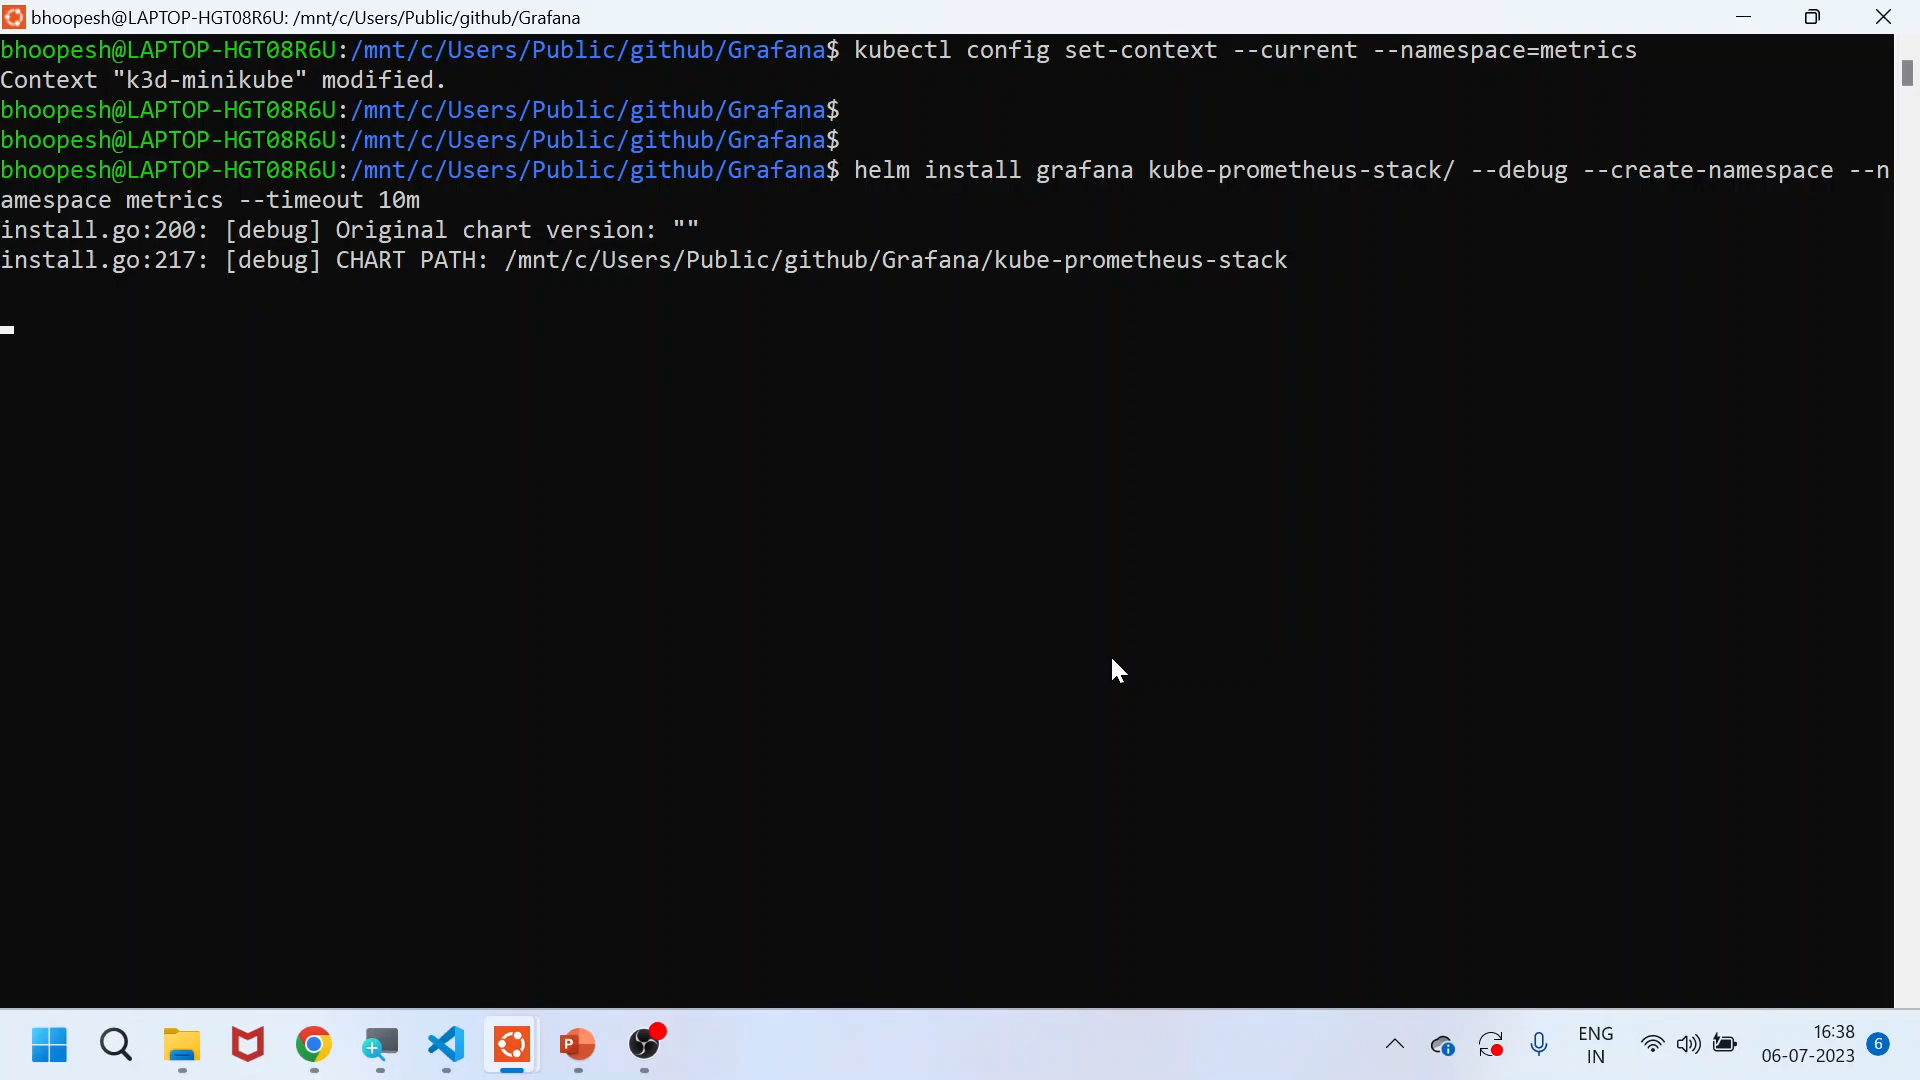 bhoopesh@LAPTOP-HGT08R6U: /mnt/c/Users/Public/github/Grafana
bhoopesh@LAPTOP-HGT08R6U:/mnt/c/Users/Public/github/Grafana$ kubectl config set-context --current --namespace=metrics
Context "k3d-minikube" modified.
bhoopesh@LAPTOP-HGT08R6U:/mnt/c/Users/Public/github/Grafana$
bhoopesh@LAPTOP-HGT08R6U:/mnt/c/Users/Public/github/Grafana$
bhoopesh@LAPTOP-HGT08R6U:/mnt/c/Users/Public/github/Grafana$ helm install grafana kube-prometheus-stack/ --debug --create-namespace --n
amespace metrics --timeout 10m
install.go:200: [debug] Original chart version: ""
install.go:217: [debug] CHART PATH: /mnt/c/Users/Public/github/Grafana/kube-prometheus-stack
P
ENG
IN
16:38
06-07-2023
6